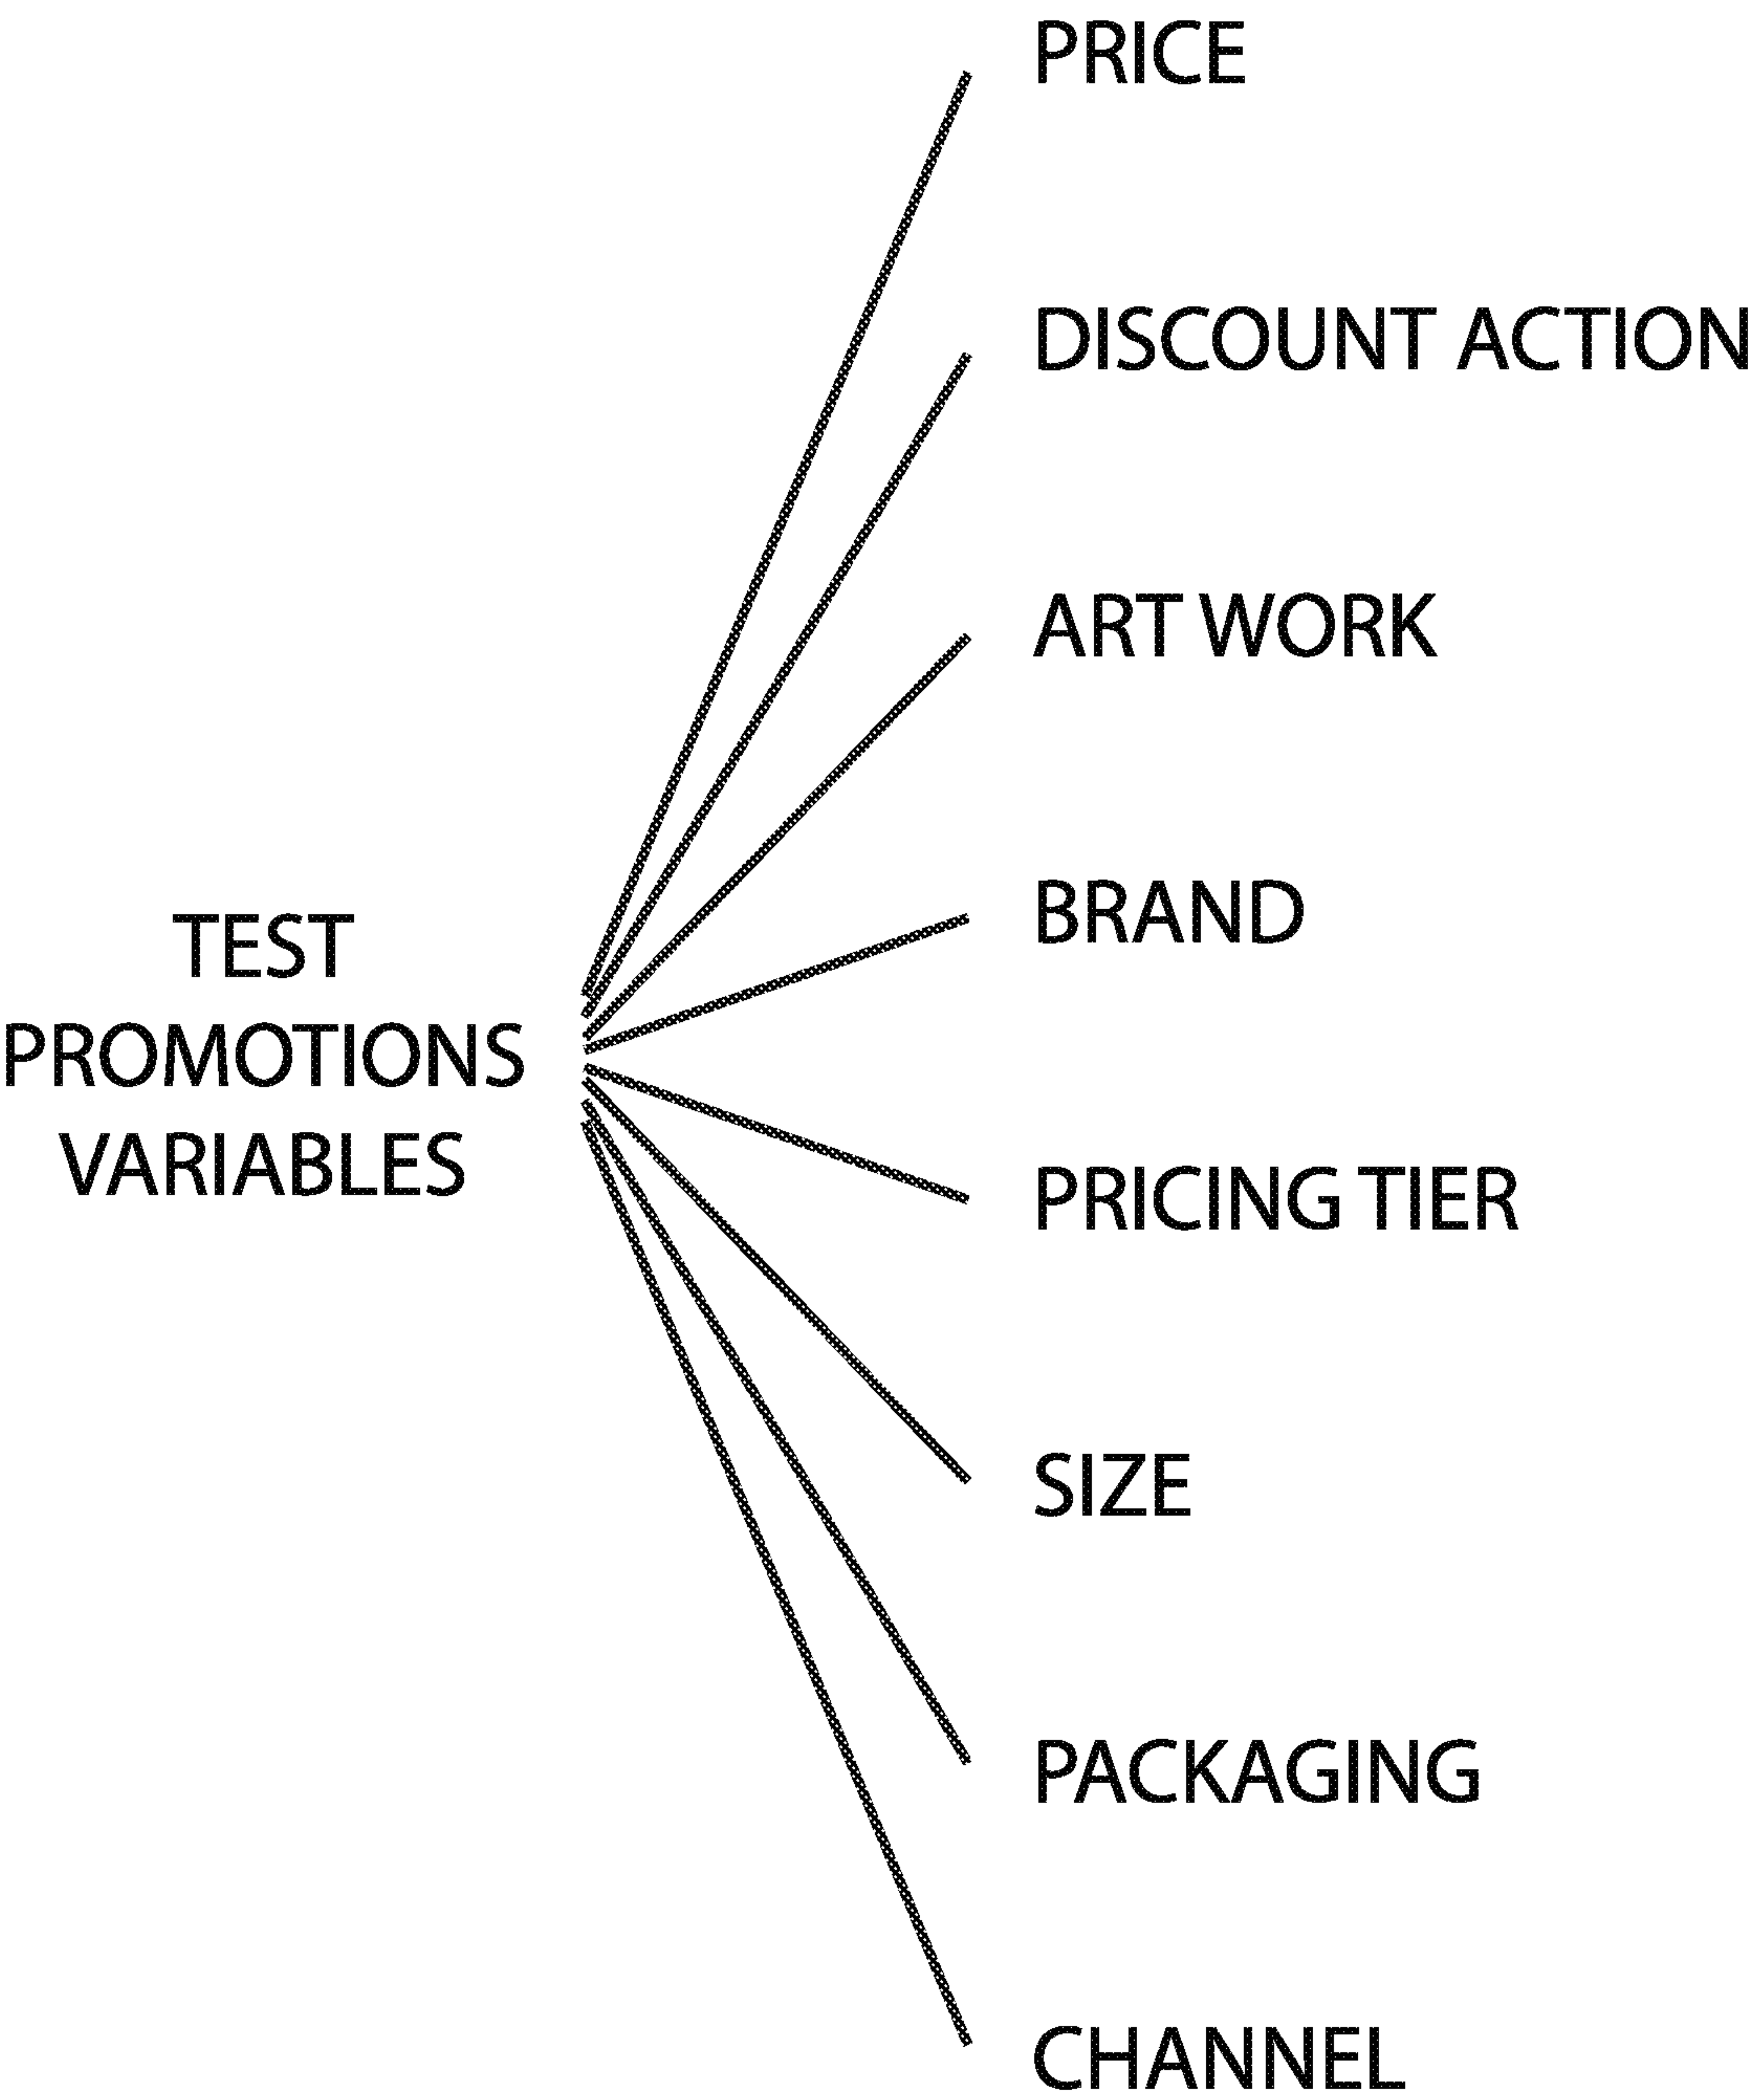 PRICE
DISCOUNT ACTION
ART WORK
BRAND
TEST
PROMOTIONS
VARIABLES
PRICING TIER
SIZE
PACKAGING
CHANNEL